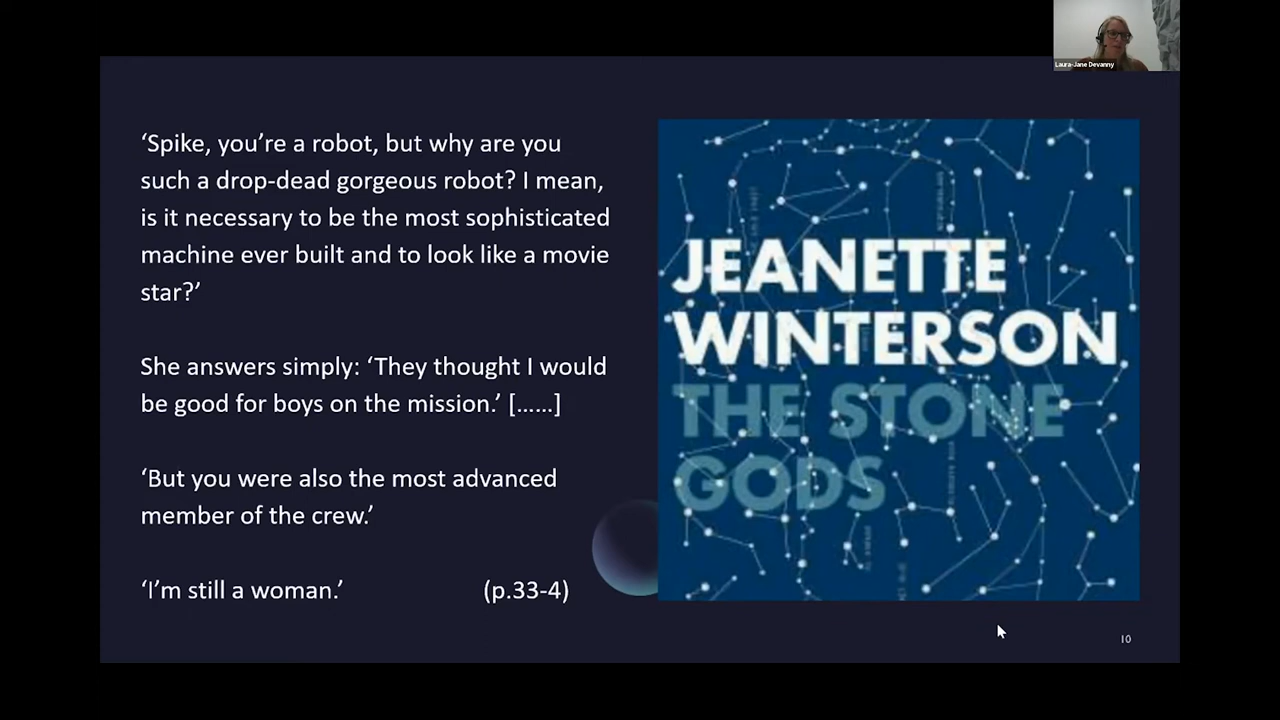 Laura-Jane Devanny
‘Spike, you’re a robot, but why are you
such a drop-dead gorgeous robot? I mean,
is it necessary to be the most sophisticated
machine ever built and to look like a movie
star?’
She answers simply: ‘They thought I would
be good for boys on the mission.’ [……]
‘But you were also the most advanced
member of the crew.’
‘I’m still a woman.’ (p.33-4)
JEANETTE
WINTERSON
THE STONE
GODS
10